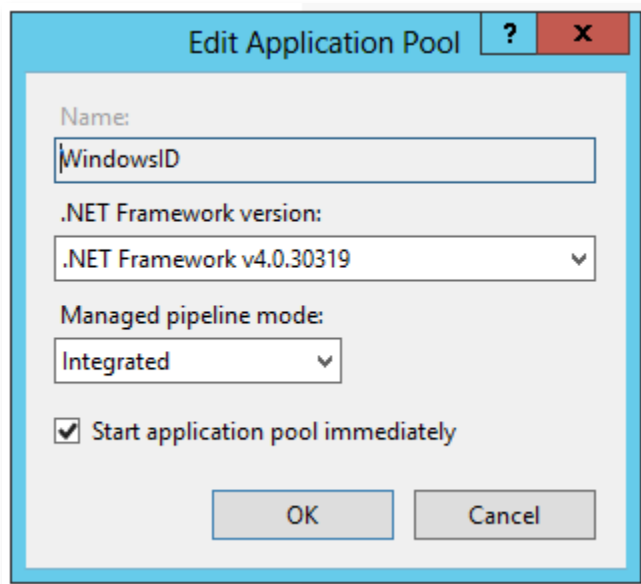 Edit Application Pool
?
x
Name:
WindowsID
.NET Framework version:
.NET Framework v4.0.30319
Managed pipeline mode:
Integrated
Start application pool immediately
OK
Cancel